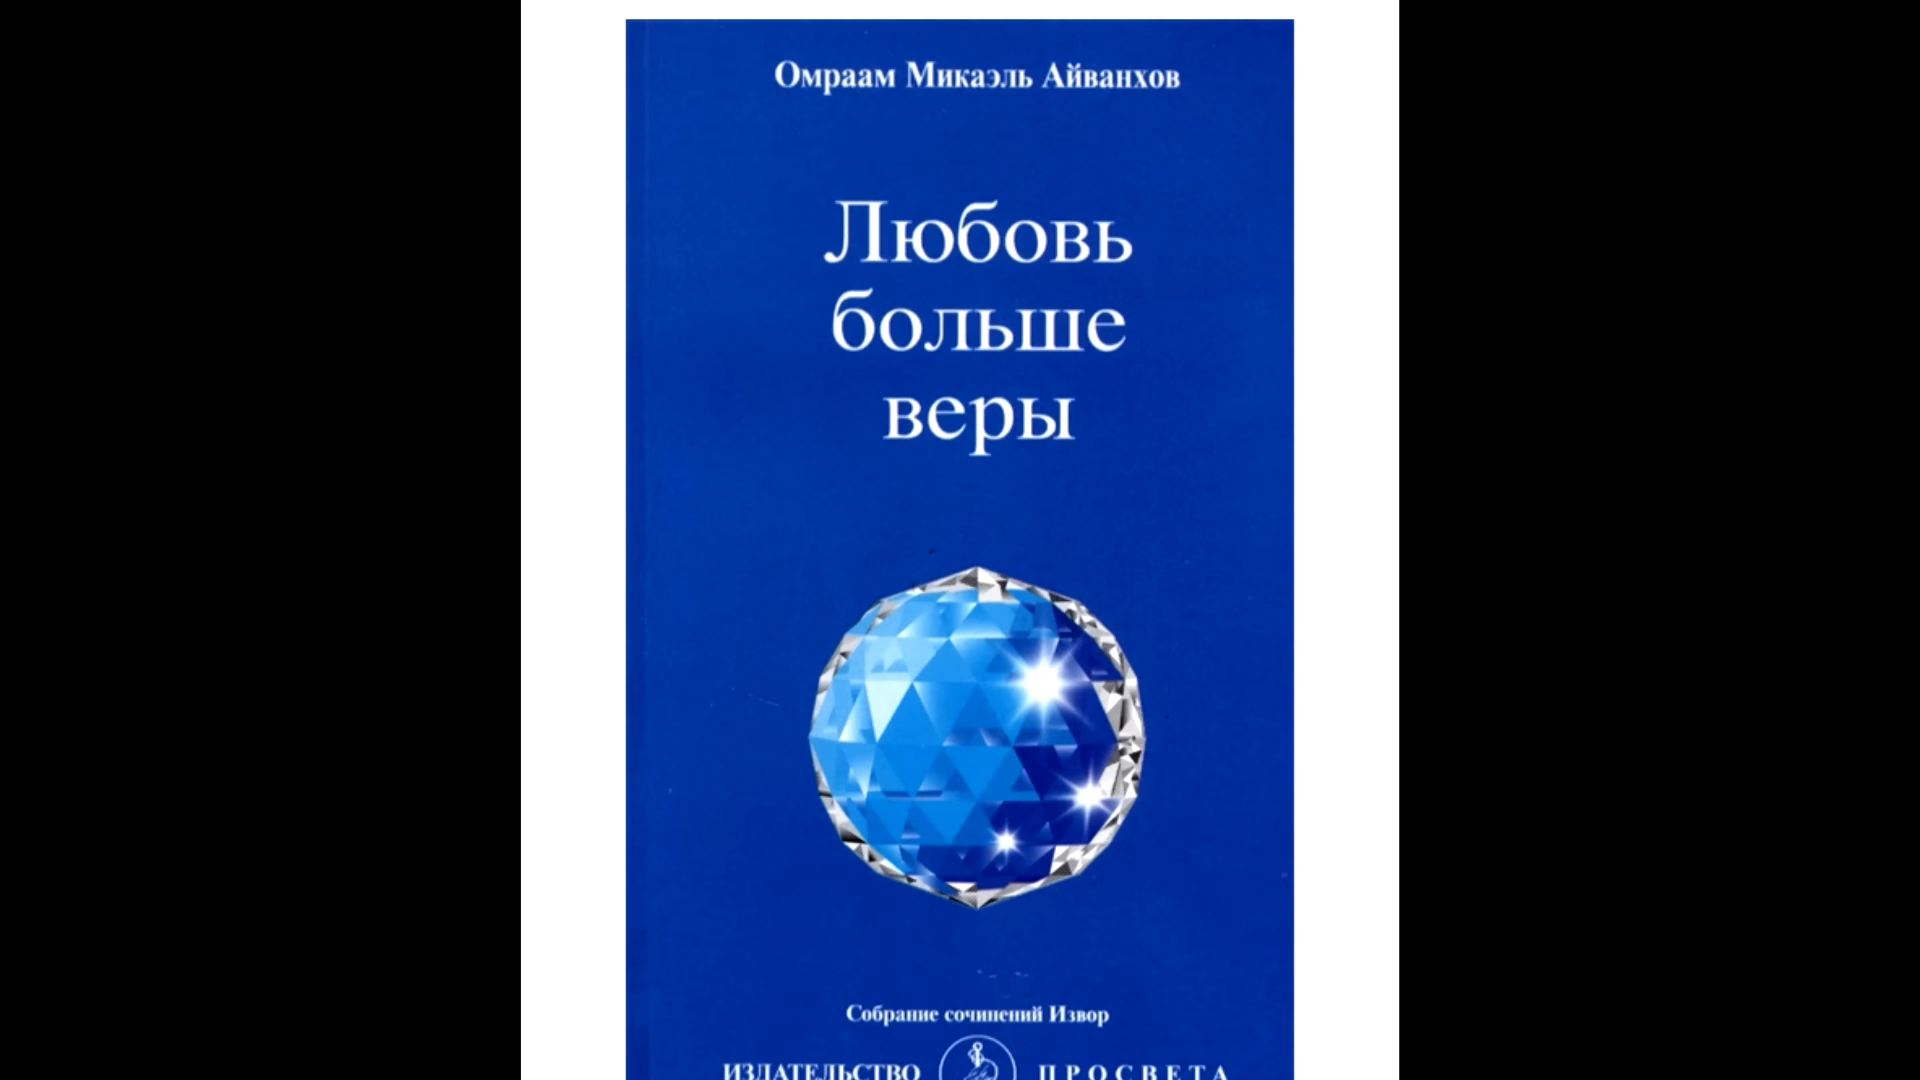 Омраам Микаэль Айванхов
Любовь
больше
веры
Собрание сочинений Извор
ИЗДАТЕЛЬСТВО ПРОСВЕТА